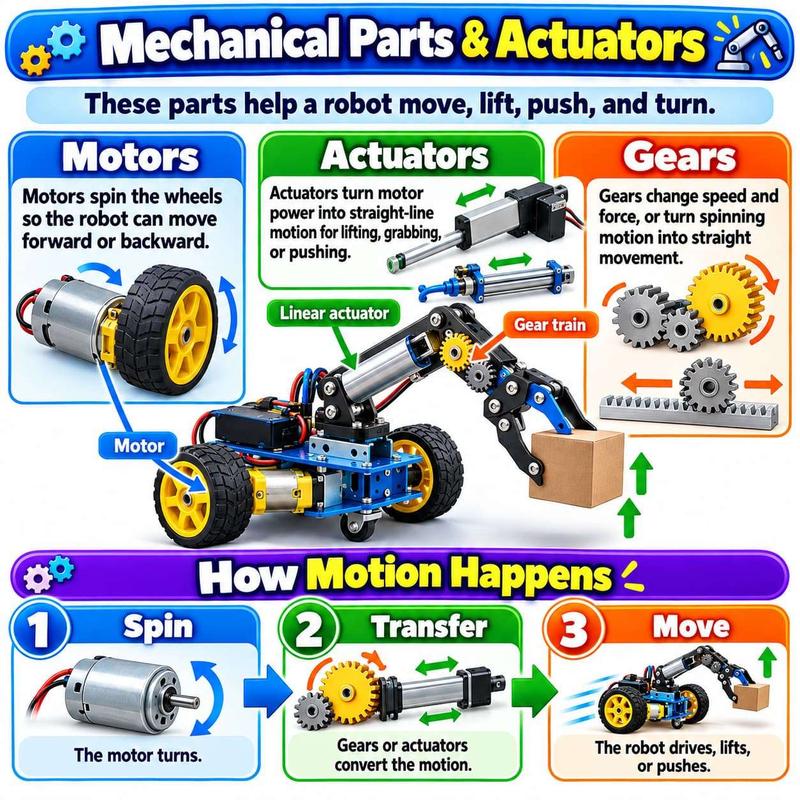 Mechanical Parts & Actuators
These parts help a robot move, lift, push, and turn.
Motors
Motors spin the wheels
so the robot can move
forward or backward.
Actuators
Actuators turn motor
power into straight-line
motion for lifting, grabbing,
or pushing.
Gears
Gears change speed and
force, or turn spinning
motion into straight
movement.
Linear actuator
Gear train
Motor
How Motion Happens
1 Spin
The motor turns.
2 Transfer
Gears or actuators
convert the motion.
3 Move
The robot drives, lifts,
or pushes.